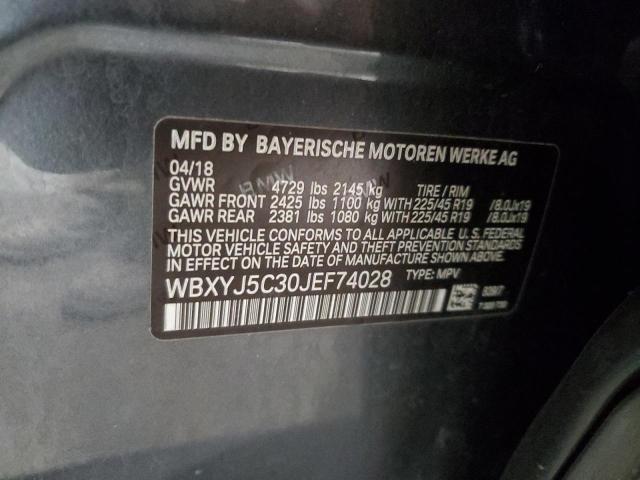 MFD BY BAYERISCHE MOTOREN WERKE AG
04/18
GVWR 4729 lbs 2145 kg TIRE / RIM
GAWR FRONT 2425 lbs 1100 kg WITH 225/45 R19 /8.0Jx19
GAWR REAR 2381 lbs 1080 kg WITH 225/45 R19 /8.0Jx19
THIS VEHICLE CONFORMS TO ALL APPLICABLE U. S. FEDERAL
MOTOR VEHICLE SAFETY AND THEFT PREVENTION STANDARDS
IN EFFECT ON THE DATE OF MANUFACTURE SHOWN ABOVE.
WBXYJ5C30JEF74028 TYPE: MPV